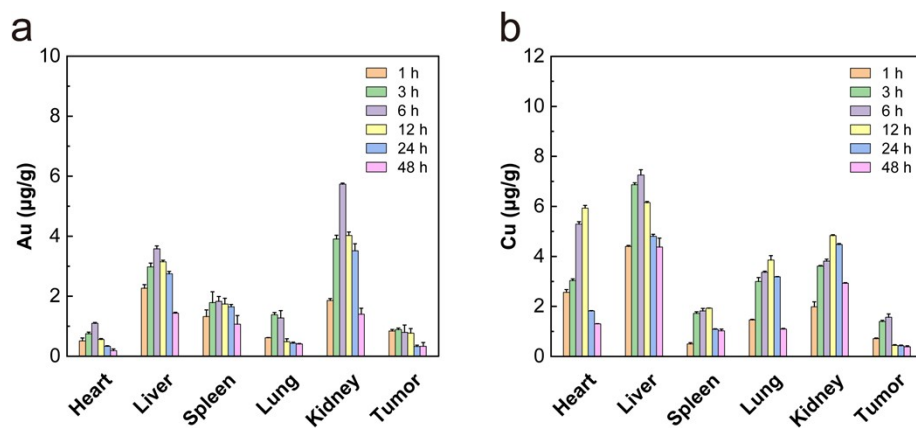 a
10
8
6
4
2
0
Au (μg/g)
1 h
3 h
6 h
12 h
24 h
48 h
Heart
Liver
Spleen
Lung
Kidney
Tumor
b
12
10
8
6
4
2
0
Cu (μg/g)
1 h
3 h
6 h
12 h
24 h
48 h
Heart
Liver
Spleen
Lung
Kidney
Tumor